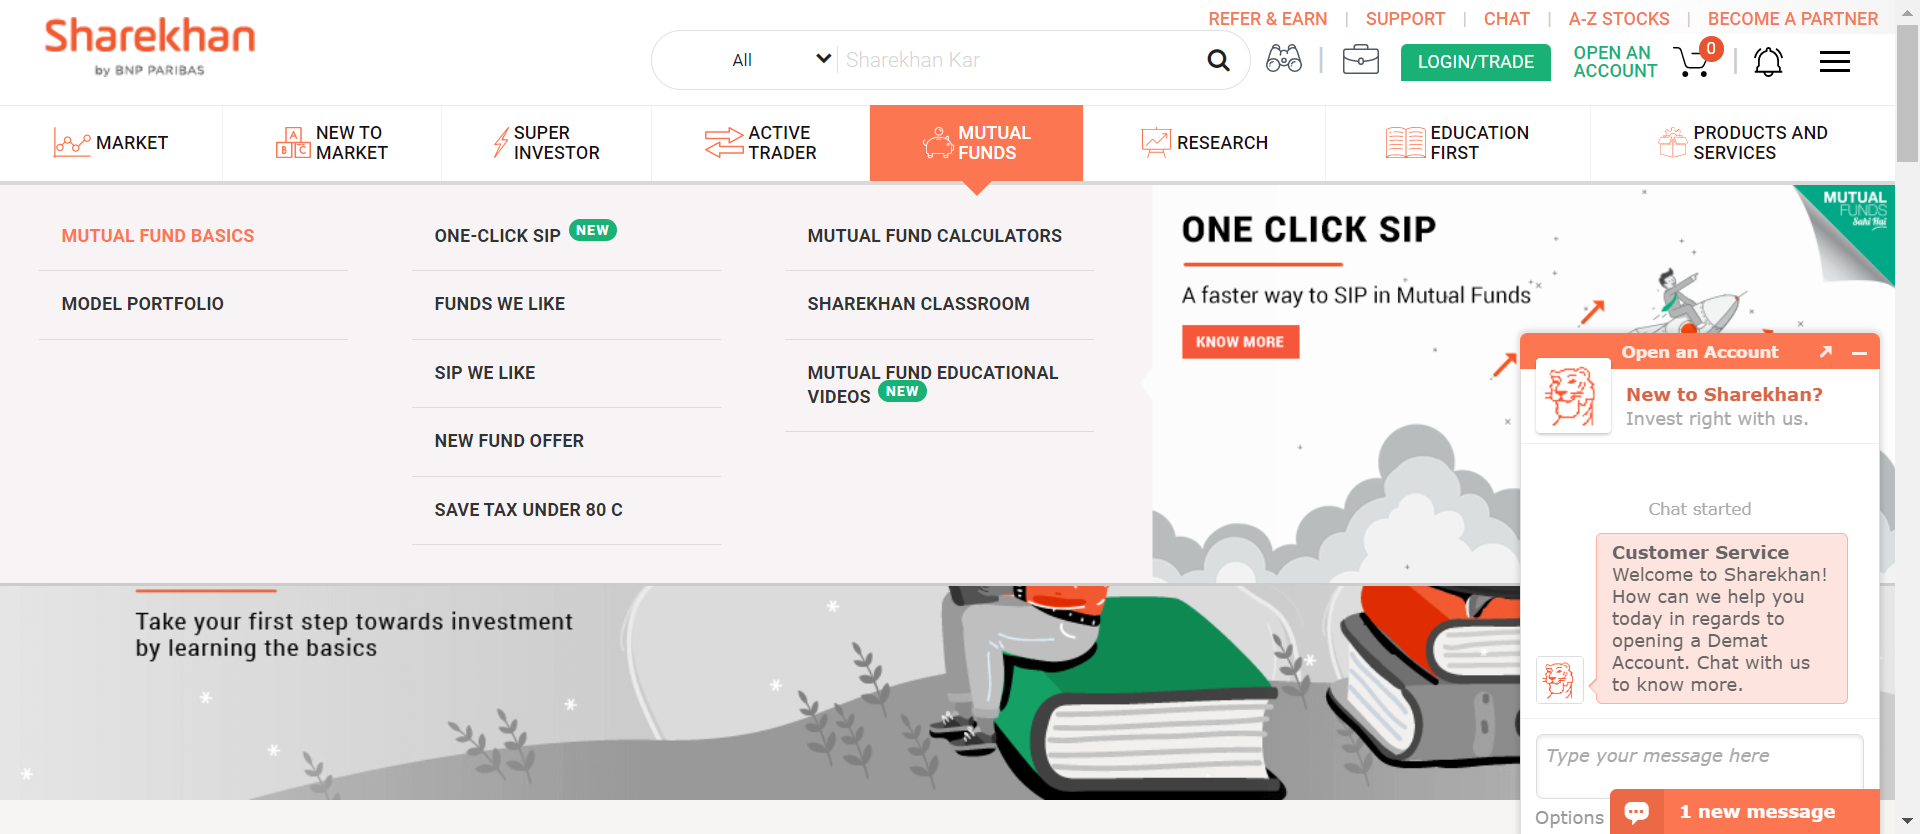 REFER & EARN | SUPPORT | CHAT | A-Z STOCKS | BECOME A PARTNER
Sharekhan
by BNP PARIBAS
All
Sharekhan Kar
LOGIN/TRADE
OPEN AN
ACCOUNT
0
MARKET
NEW TO
MARKET
SUPER
INVESTOR
ACTIVE
TRADER
MUTUAL
FUNDS
RESEARCH
EDUCATION
FIRST
PRODUCTS AND
SERVICES
A
B C
MUTUAL FUND BASICS
MODEL PORTFOLIO
ONE-CLICK SIP NEW
FUNDS WE LIKE
SIP WE LIKE
NEW FUND OFFER
SAVE TAX UNDER 80 C
MUTUAL FUND CALCULATORS
SHAREKHAN CLASSROOM
MUTUAL FUND EDUCATIONAL
VIDEOS NEW
ONE CLICK SIP
A faster way to SIP in Mutual Funds
KNOW MORE
MUTUAL
FUNDS
Sahi Hai
Take your first step towards investment
by learning the basics
Open an Account
New to Sharekhan?
Invest right with us.
Chat started
Customer Service
Welcome to Sharekhan!
How can we help you
today in regards to
opening a Demat
Account. Chat with us
to know more.
Type your message here
Options
1 new message